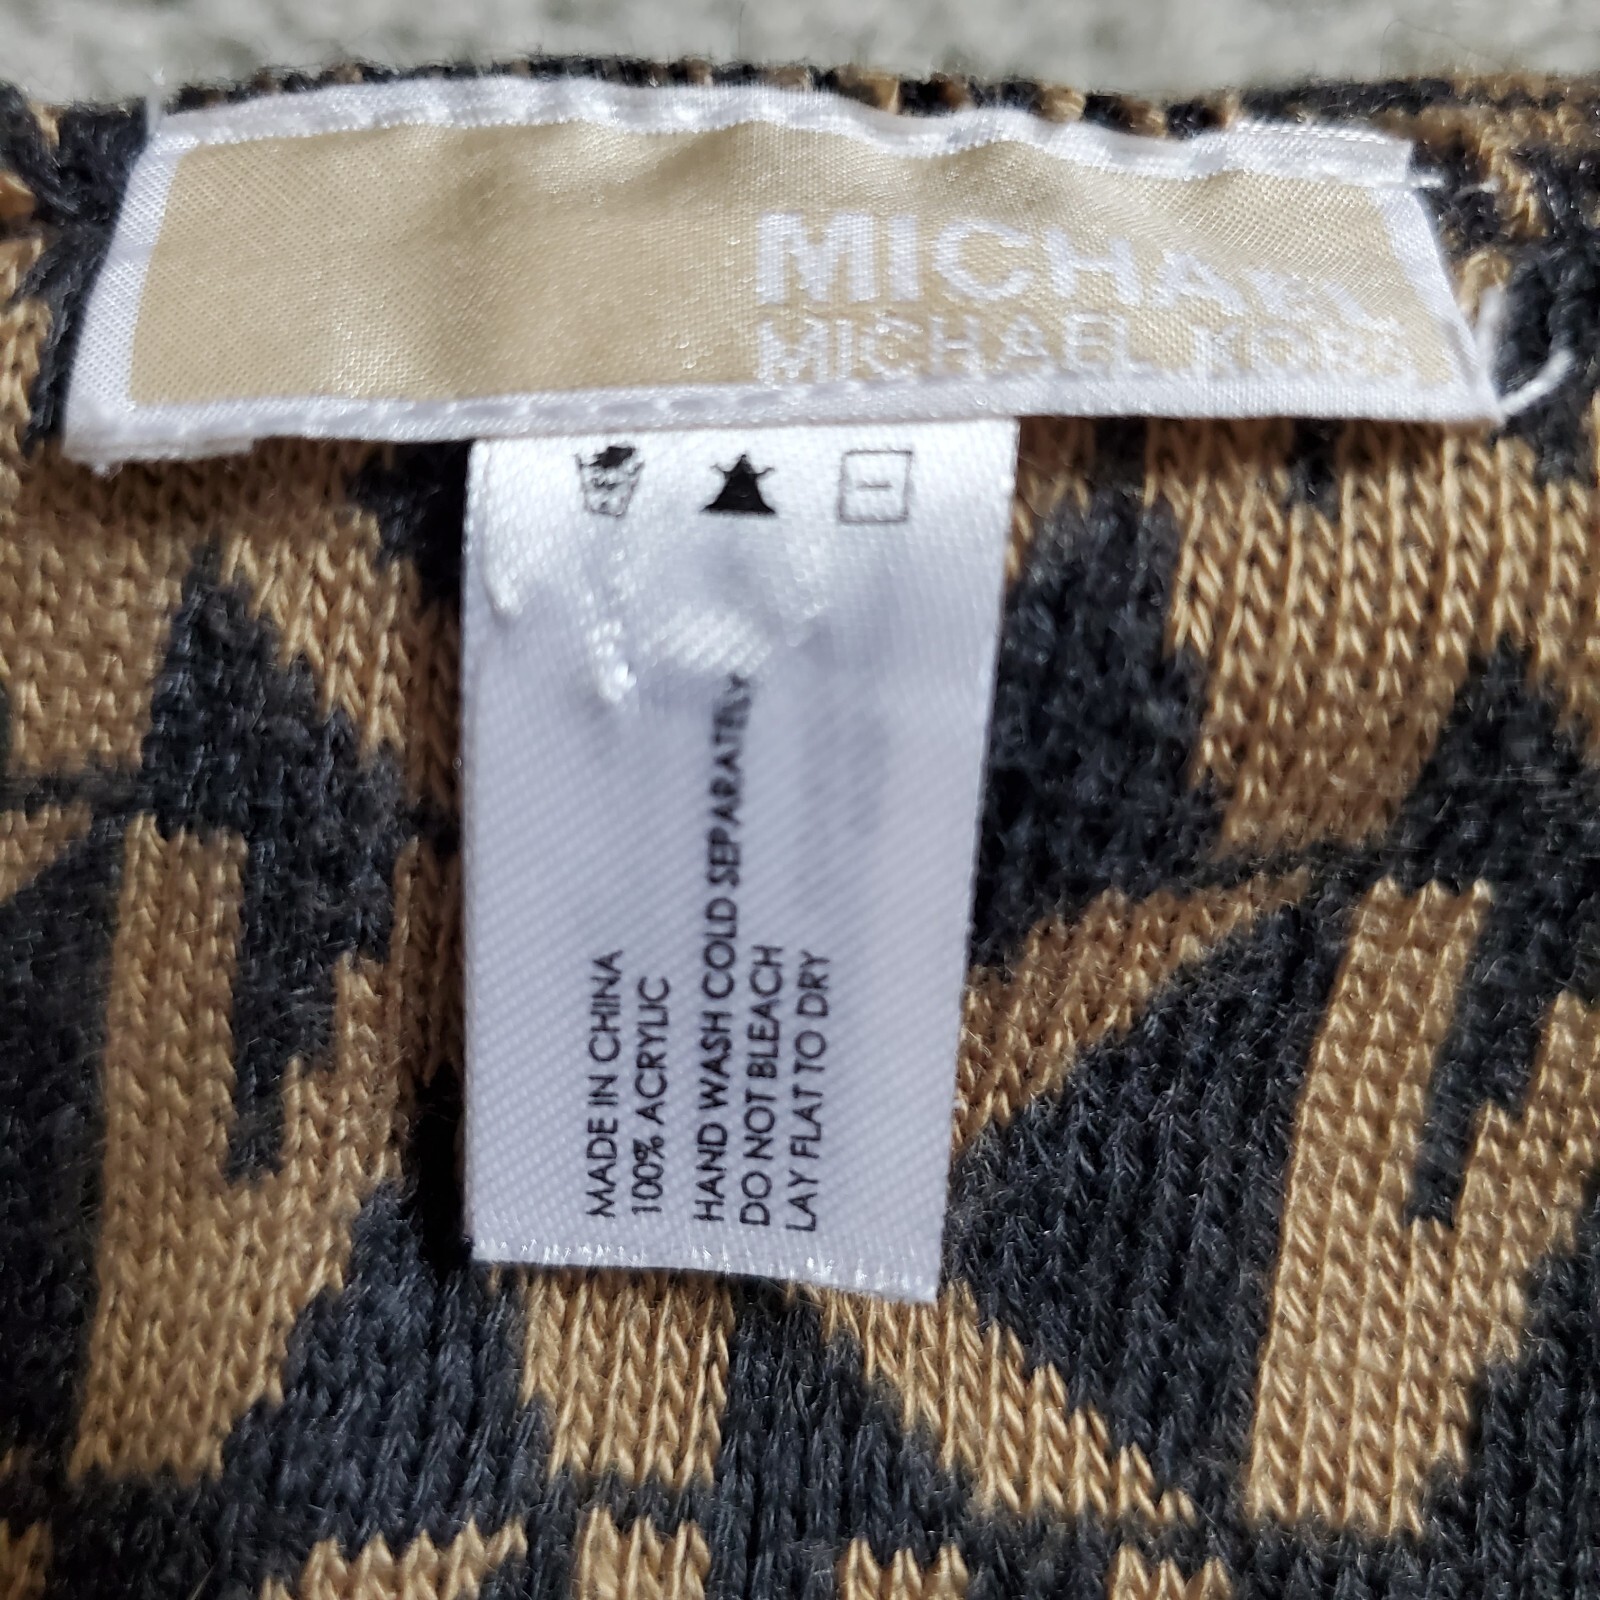 MICHAEL
MICHAEL KORS
MADE IN CHINA
100% ACRYLIC
HAND WASH COLD SEPARATELY
DO NOT BLEACH
LAY FLAT TO DRY